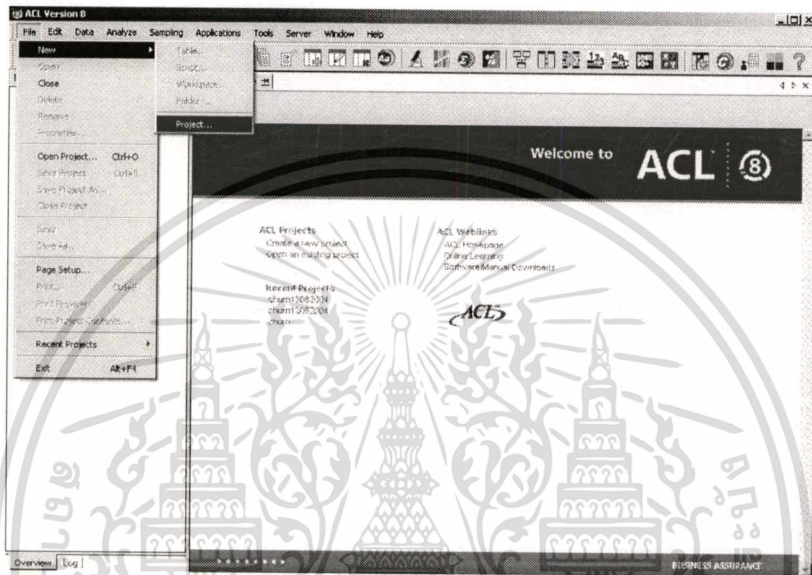 ACL Version 8
File Edit Data Analyze Sampling Applications Tools Server Window Help
New
Table...
Open
Script...
Close
Workspace...
Delete
Folder...
Rename
Project...
Properties...
Open Project... Ctrl+O
Save Project Ctrl+S
Save Project As...
Close Project
Save
Save As...
Page Setup...
Print... Ctrl+P
Print Preview
Print Project Contents...
Recent Projects
Exit Alt+F4
Welcome to ACL 8
ACL Projects
Create a new project
Open an existing project
Recent Projects
churn13082004
churn
ACL Weblinks
ACL Homepage
Online Learning
Software/Manual Downloads
ACL
Overview Log
BUSINESS ASSURANCE